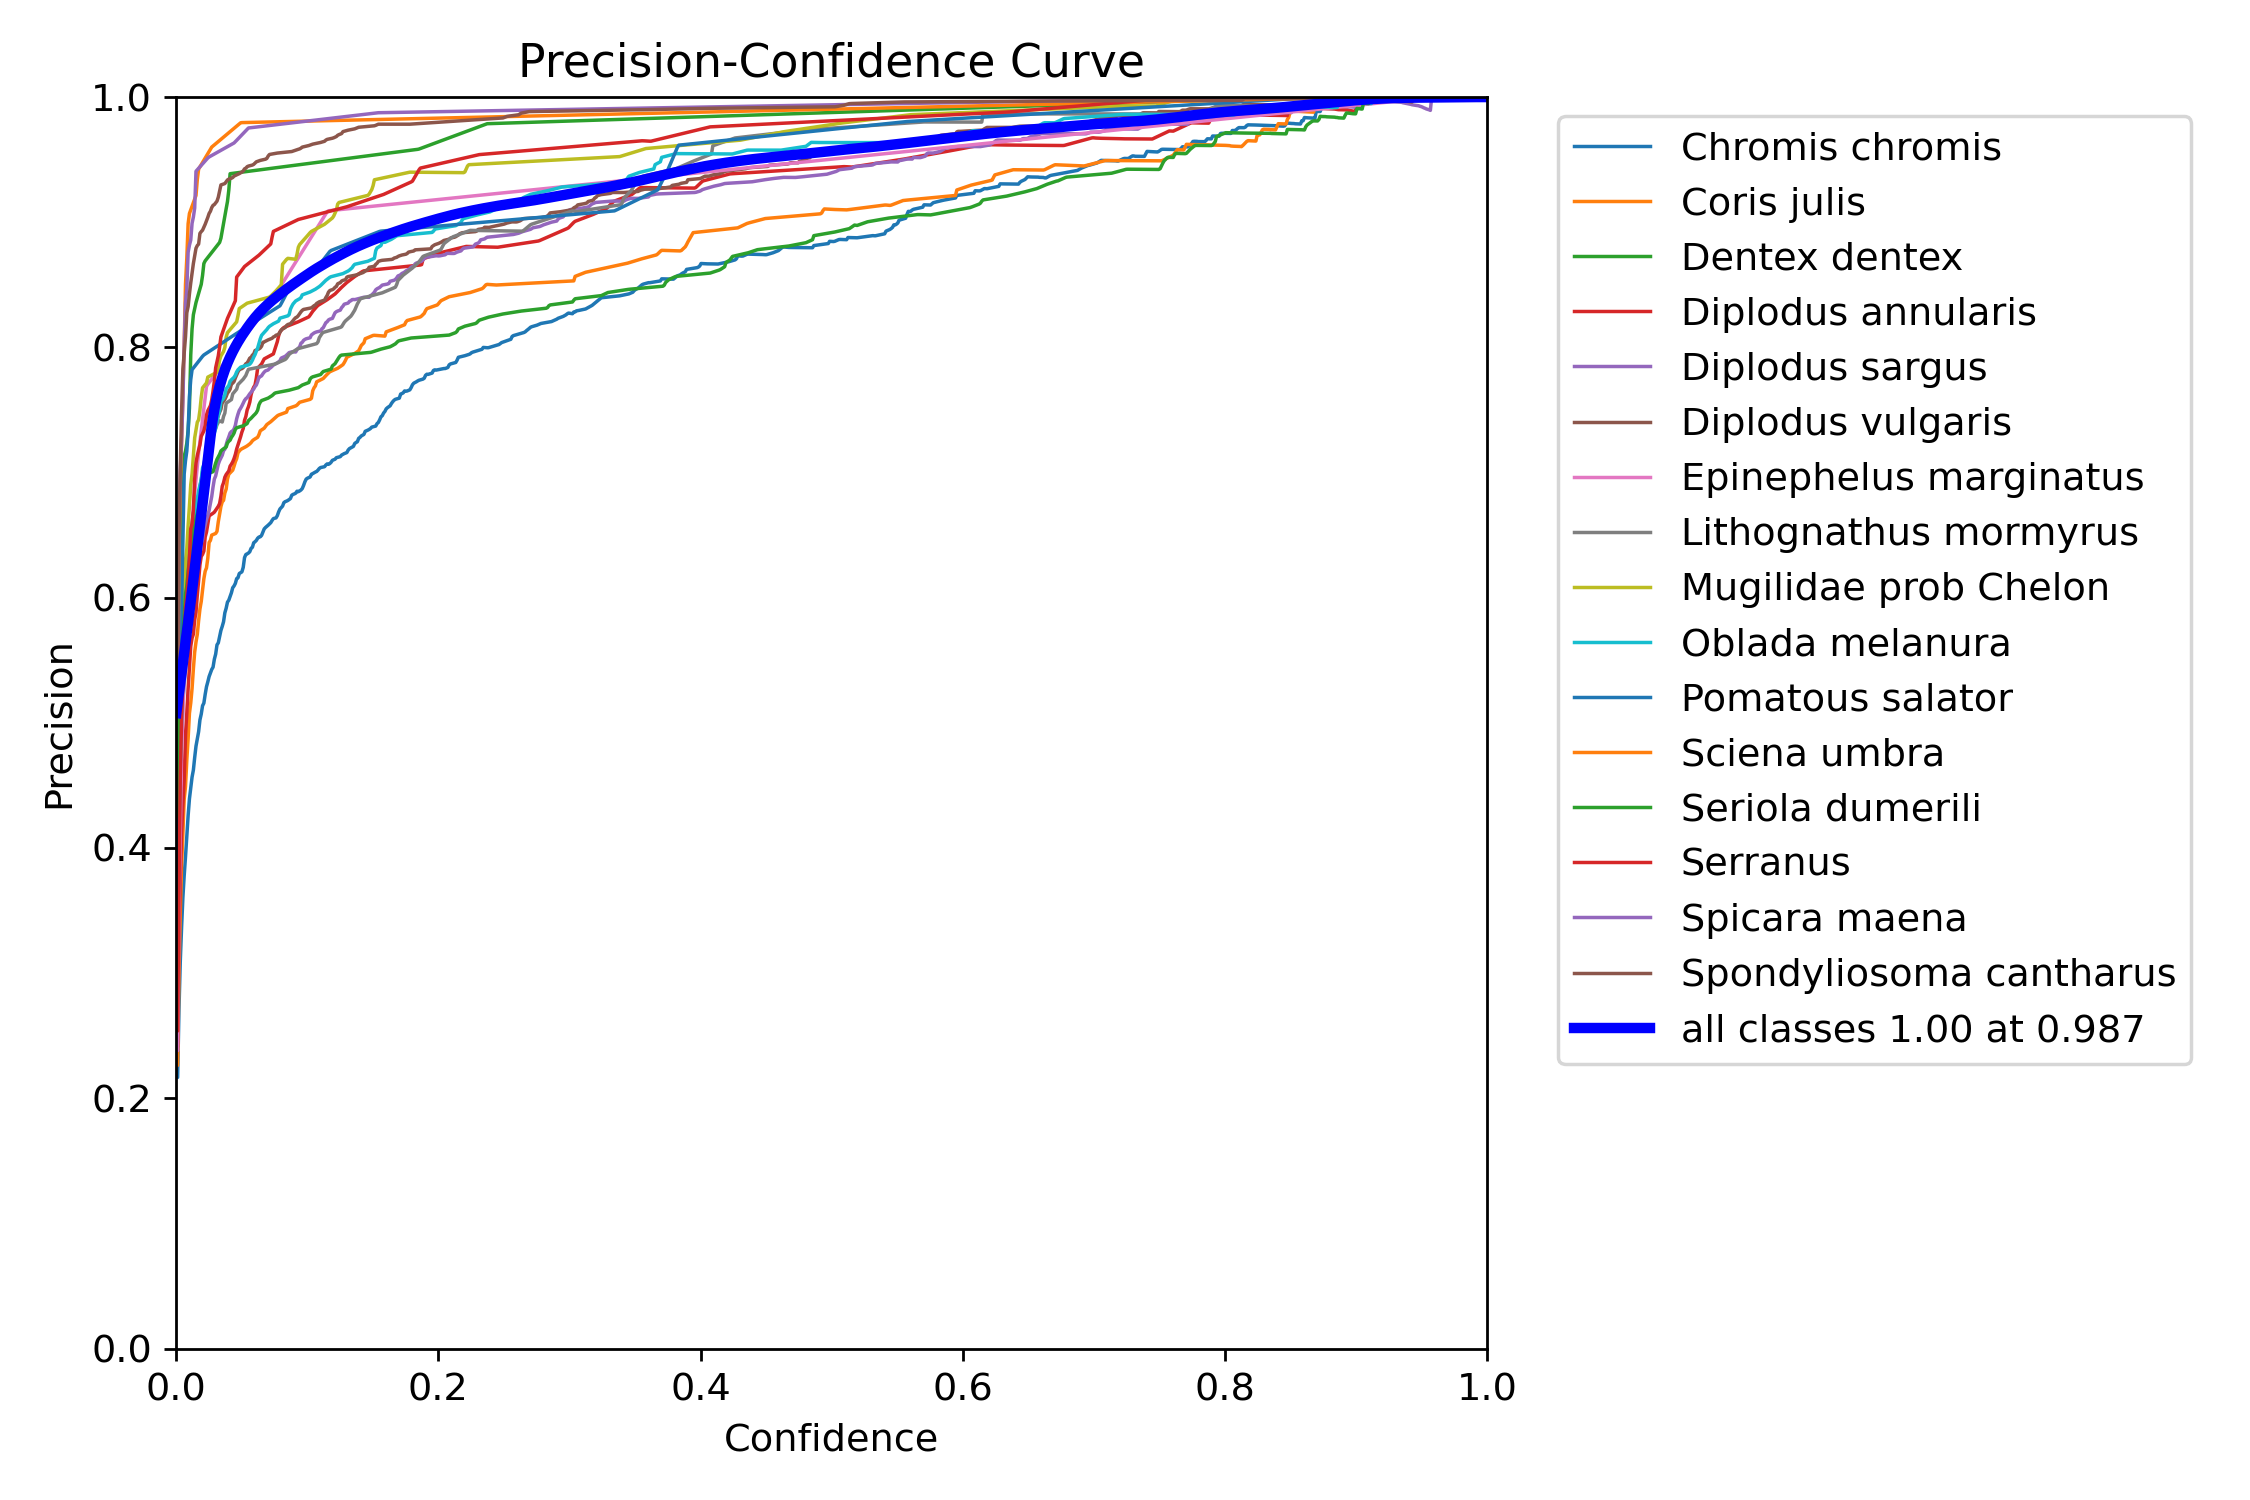 Precision-Confidence Curve
1.0
0.8
0.6
0.4
0.2
0.0
Precision
0.0 0.2 0.4 0.6 0.8 1.0
Confidence
Chromis chromis
Coris julis
Dentex dentex
Diplodus annularis
Diplodus sargus
Diplodus vulgaris
Epinephelus marginatus
Lithognathus mormyrus
Mugilidae prob Chelon
Oblada melanura
Pomatous salator
Sciena umbra
Seriola dumerili
Serranus
Spicara maena
Spondyliosoma cantharus
all classes 1.00 at 0.987